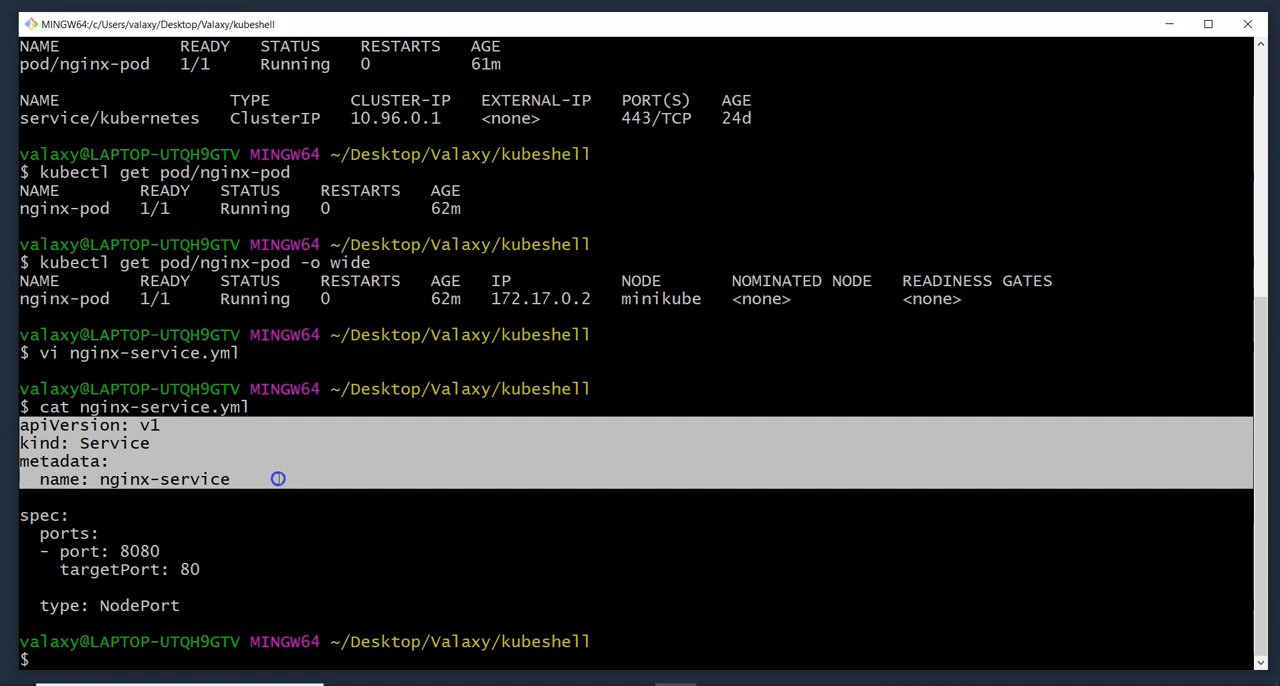 MINGW64:/c/Users/valaxy/Desktop/Valaxy/kubeshell
NAME READY STATUS RESTARTS AGE
pod/nginx-pod 1/1 Running 0 61m
NAME TYPE CLUSTER-IP EXTERNAL-IP PORT(S) AGE
service/kubernetes ClusterIP 10.96.0.1 <none> 443/TCP 24d
valaxy@LAPTOP-UTQH9GTV MINGW64 ~/Desktop/Valaxy/kubeshell
$ kubectl get pod/nginx-pod
NAME READY STATUS RESTARTS AGE
nginx-pod 1/1 Running 0 62m
valaxy@LAPTOP-UTQH9GTV MINGW64 ~/Desktop/Valaxy/kubeshell
$ kubectl get pod/nginx-pod -o wide
NAME READY STATUS RESTARTS AGE IP NODE NOMINATED NODE READINESS GATES
nginx-pod 1/1 Running 0 62m 172.17.0.2 minikube <none> <none>
valaxy@LAPTOP-UTQH9GTV MINGW64 ~/Desktop/Valaxy/kubeshell
$ vi nginx-service.yml
valaxy@LAPTOP-UTQH9GTV MINGW64 ~/Desktop/Valaxy/kubeshell
$ cat nginx-service.yml
apiVersion: v1
kind: Service
metadata:
  name: nginx-service
spec:
  ports:
  - port: 8080
    targetPort: 80
  type: NodePort
valaxy@LAPTOP-UTQH9GTV MINGW64 ~/Desktop/Valaxy/kubeshell
$